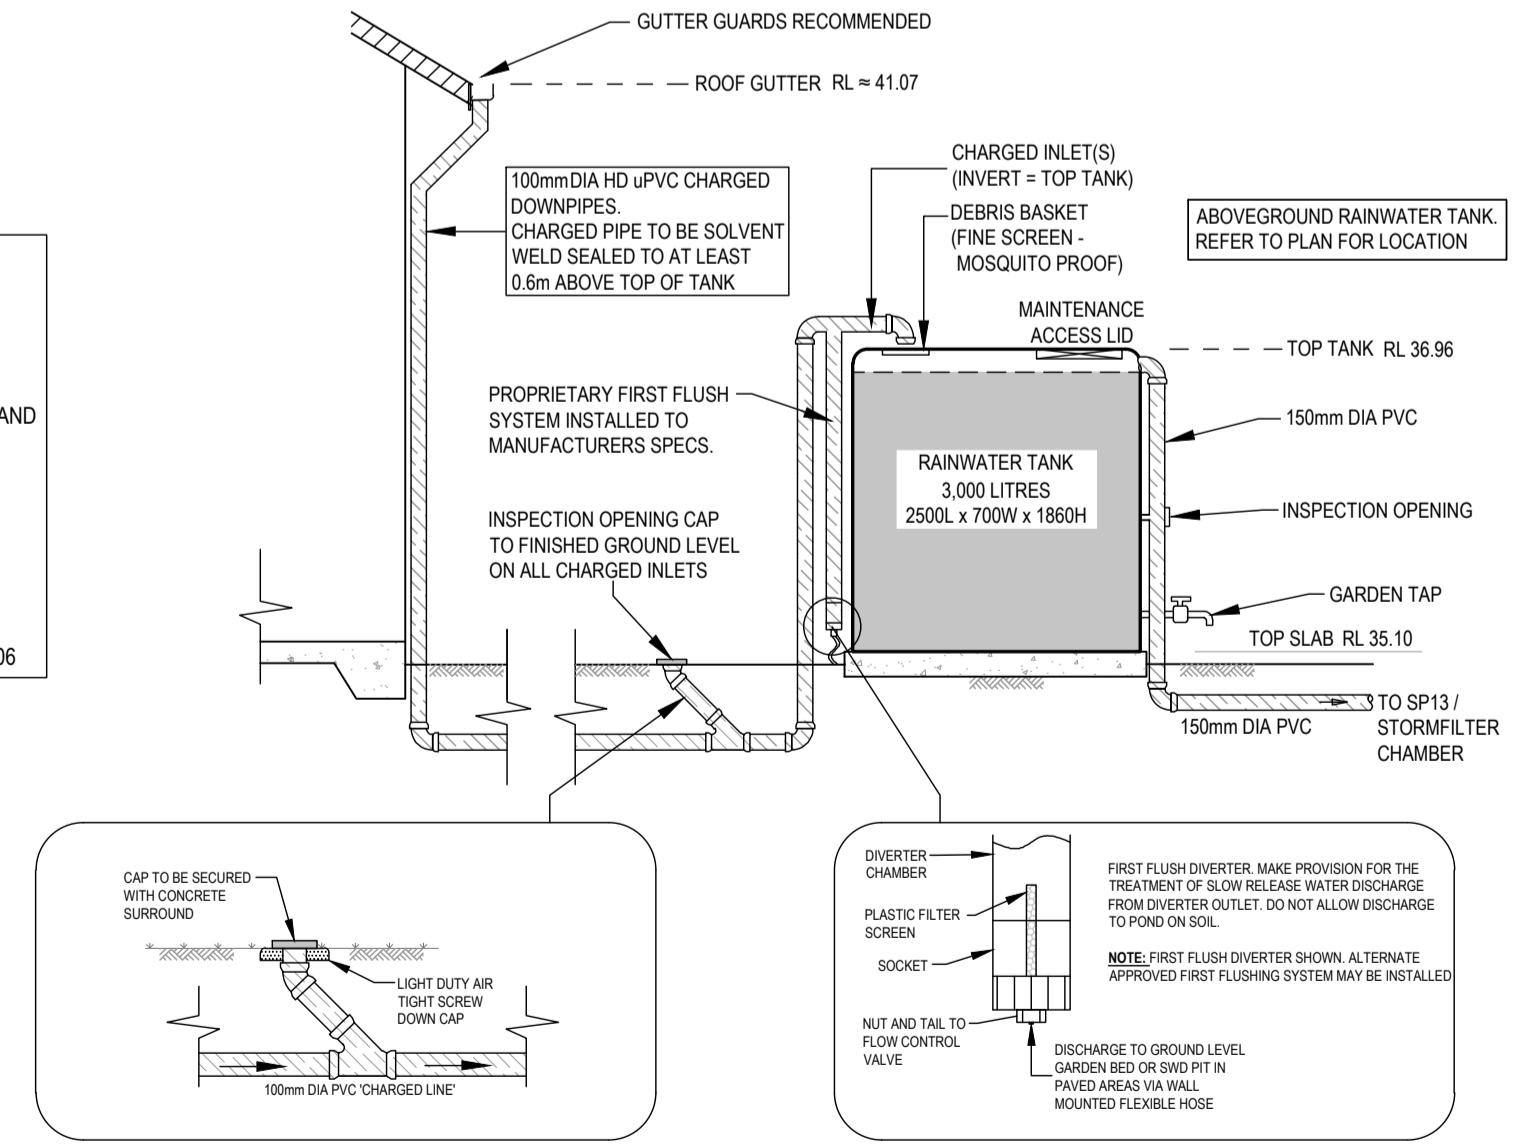 GUTTER GUARDS RECOMMENDED
ROOF GUTTER RL ≈ 41.07
100mmDIA HD uPVC CHARGED
DOWNPIPES.
CHARGED PIPE TO BE SOLVENT
WELD SEALED TO AT LEAST
0.6m ABOVE TOP OF TANK
CHARGED INLET(S)
(INVERT = TOP TANK)
DEBRIS BASKET
(FINE SCREEN -
MOSQUITO PROOF)
ABOVEGROUND RAINWATER TANK.
REFER TO PLAN FOR LOCATION
MAINTENANCE
ACCESS LID
TOP TANK RL 36.96
AND
PROPRIETARY FIRST FLUSH
SYSTEM INSTALLED TO
MANUFACTURERS SPECS.
150mm DIA PVC
RAINWATER TANK
3,000 LITRES
2500L x 700W x 1860H
INSPECTION OPENING CAP
TO FINISHED GROUND LEVEL
ON ALL CHARGED INLETS
INSPECTION OPENING
GARDEN TAP
TOP SLAB RL 35.10
06
150mm DIA PVC
TO SP13 /
STORMFILTER
CHAMBER
CAP TO BE SECURED
WITH CONCRETE
SURROUND
LIGHT DUTY AIR
TIGHT SCREW
DOWN CAP
100mm DIA PVC 'CHARGED LINE'
DIVERTER
CHAMBER
PLASTIC FILTER
SCREEN
SOCKET
NUT AND TAIL TO
FLOW CONTROL
VALVE
DISCHARGE TO GROUND LEVEL
GARDEN BED OR SWD PIT IN
PAVED AREAS VIA WALL
MOUNTED FLEXIBLE HOSE
FIRST FLUSH DIVERTER. MAKE PROVISION FOR THE
TREATMENT OF SLOW RELEASE WATER DISCHARGE
FROM DIVERTER OUTLET. DO NOT ALLOW DISCHARGE
TO POND ON SOIL.
NOTE: FIRST FLUSH DIVERTER SHOWN. ALTERNATE
APPROVED FIRST FLUSHING SYSTEM MAY BE INSTALLED